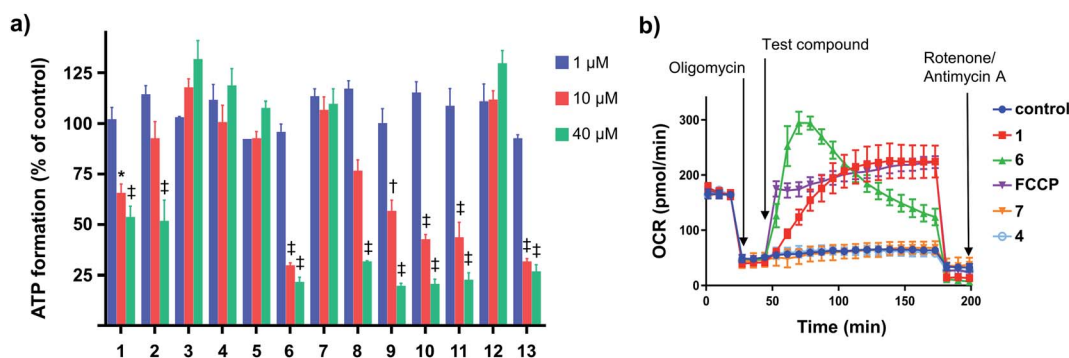 a)
ATP formation (% of control)
125
100
75
50
25
* ‡ ‡ ‡ ‡ ‡ † ‡ ‡ ‡ ‡ ‡ ‡ ‡
1 2 3 4 5 6 7 8 9 10 11 12 13
1 µM
10 µM
40 µM
b)
Test compound
Oligomycin
Rotenone/
Antimycin A
OCR (pmol/min)
300
200
100
0
0 50 100 150 200
Time (min)
control
1
6
FCCP
7
4